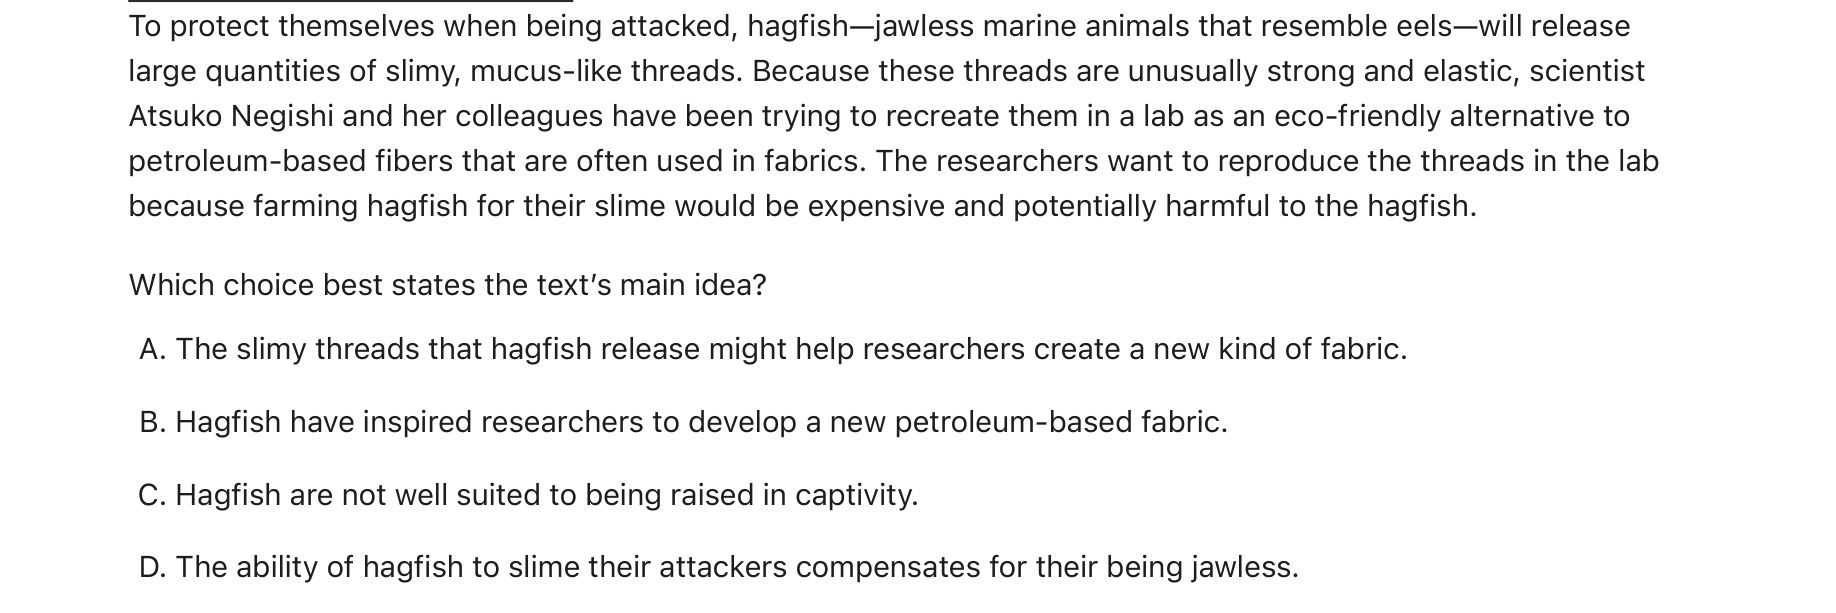 To protect themselves when being attacked, hagfish—jawless marine animals that resemble eels—will release
large quantities of slimy, mucus-like threads. Because these threads are unusually strong and elastic, scientist
Atsuko Negishi and her colleagues have been trying to recreate them in a lab as an eco-friendly alternative to
petroleum-based fibers that are often used in fabrics. The researchers want to reproduce the threads in the lab
because farming hagfish for their slime would be expensive and potentially harmful to the hagfish.
Which choice best states the text’s main idea?
A. The slimy threads that hagfish release might help researchers create a new kind of fabric.
B. Hagfish have inspired researchers to develop a new petroleum-based fabric.
C. Hagfish are not well suited to being raised in captivity.
D. The ability of hagfish to slime their attackers compensates for their being jawless.